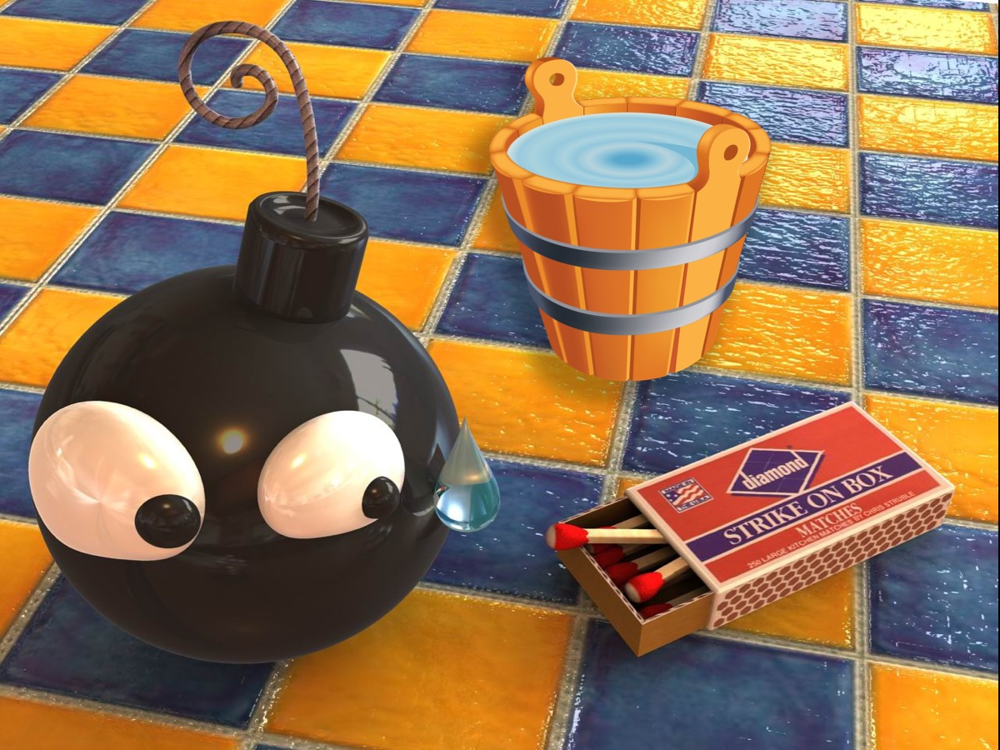 diamond
STRIKE ON BOX
MATCHES
250 LARGE KITCHEN MATCHES BY CHRIS STRUBLE